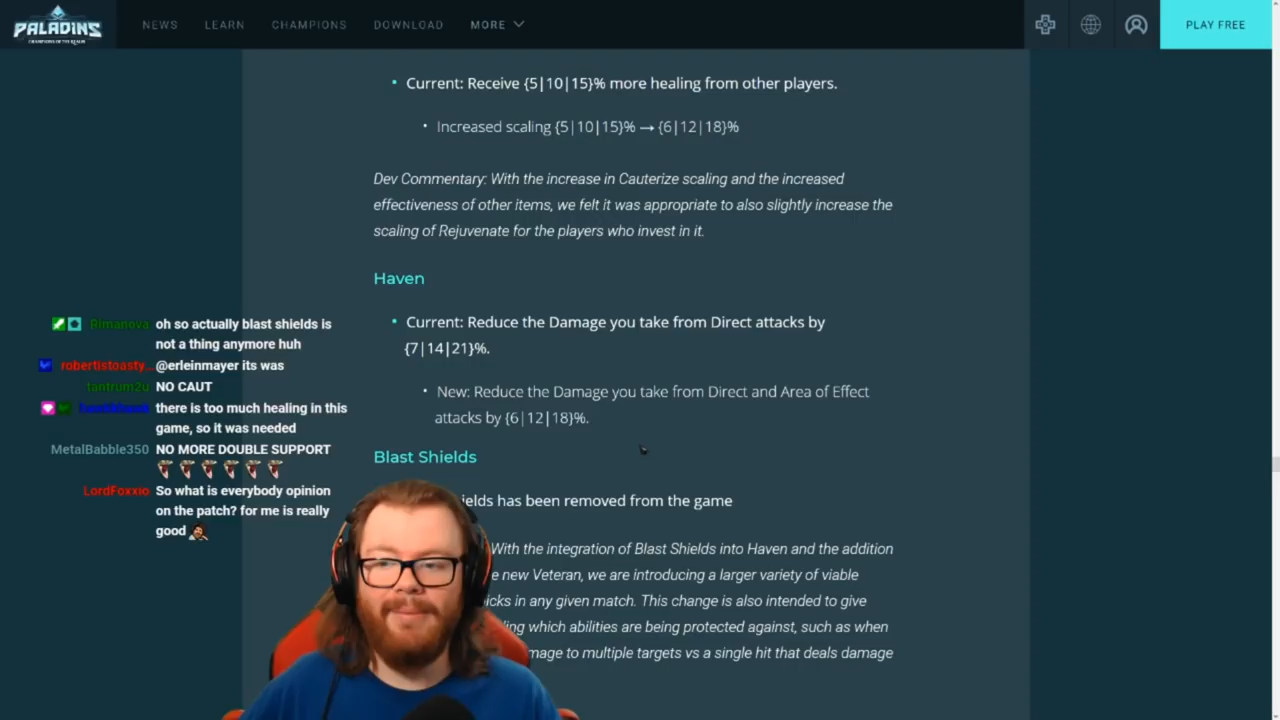 PALADINS
CHAMPIONS OF THE REALM
NEWS
LEARN
CHAMPIONS
DOWNLOAD
MORE
PLAY FREE
• Current: Receive {5|10|15}% more healing from other players.
• Increased scaling {5|10|15}% → {6|12|18}%
Dev Commentary: With the increase in Cauterize scaling and the increased
effectiveness of other items, we felt it was appropriate to also slightly increase the
scaling of Rejuvenate for the players who invest in it.
Haven
• Current: Reduce the Damage you take from Direct attacks by
{7|14|21}%.
• New: Reduce the Damage you take from Direct and Area of Effect
attacks by {6|12|18}%.
Blast Shields
ields has been removed from the game
With the integration of Blast Shields into Haven and the addition
e new Veteran, we are introducing a larger variety of viable
icks in any given match. This change is also intended to give
ing which abilities are being protected against, such as when
mage to multiple targets vs a single hit that deals damage
Rimanova oh so actually blast shields is
not a thing anymore huh
robertistoasty... @erleinmayer its was
tantrum2u NO CAUT
there is too much healing in this
game, so it was needed
MetalBabble350 NO MORE DOUBLE SUPPORT
LordFoxxio So what is everybody opinion
on the patch? for me is really
good